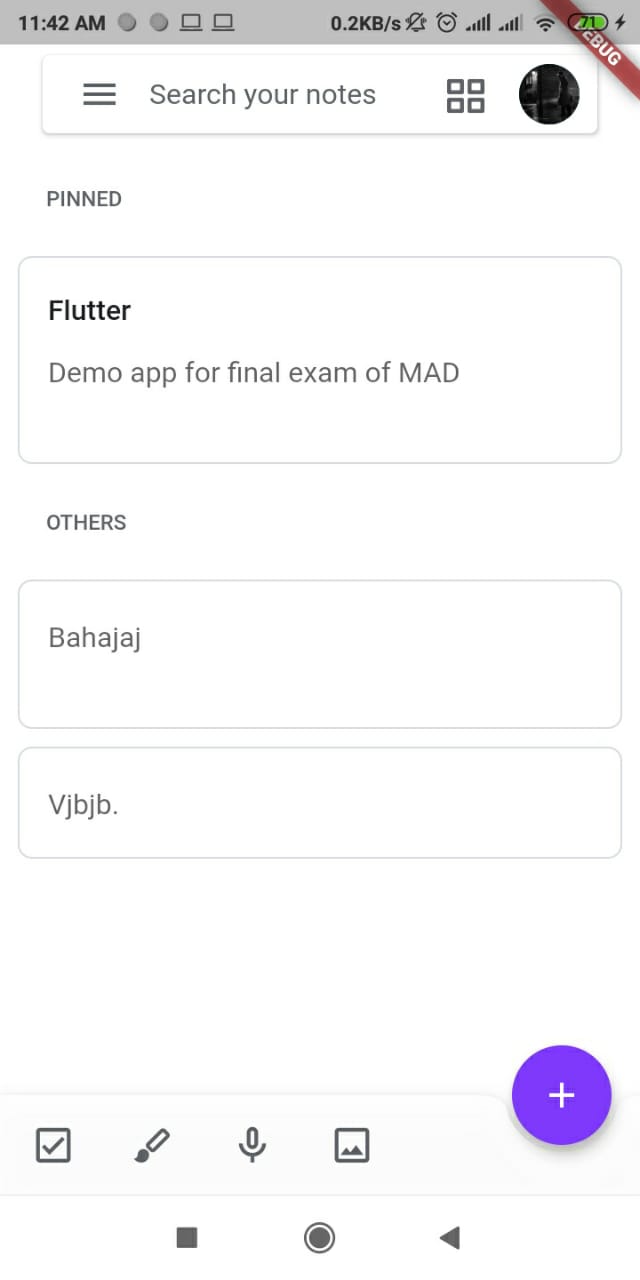 11:42 AM
0.2KB/s
71
DEBUG
Search your notes
PINNED
Flutter
Demo app for final exam of MAD
OTHERS
Bahajaj
Vjbjb.